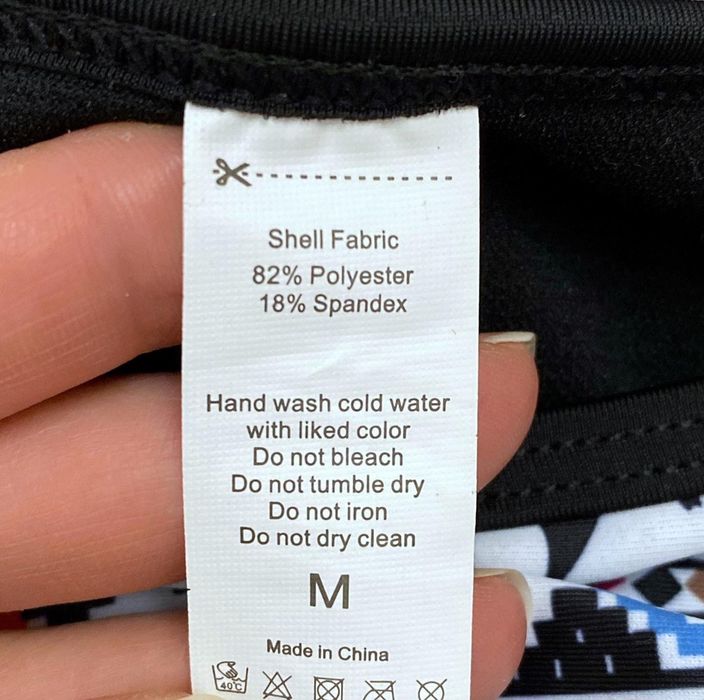 Shell Fabric
82% Polyester
18% Spandex
Hand wash cold water
with liked color
Do not bleach
Do not tumble dry
Do not iron
Do not dry clean
M
Made in China
40°C